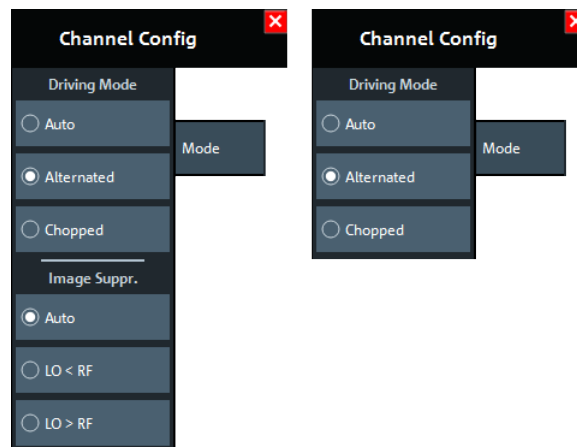 Channel Config
Driving Mode
Auto
Alternated
Chopped
Mode
Image Suppr.
Auto
LO < RF
LO > RF
Channel Config
Driving Mode
Auto
Alternated
Chopped
Mode